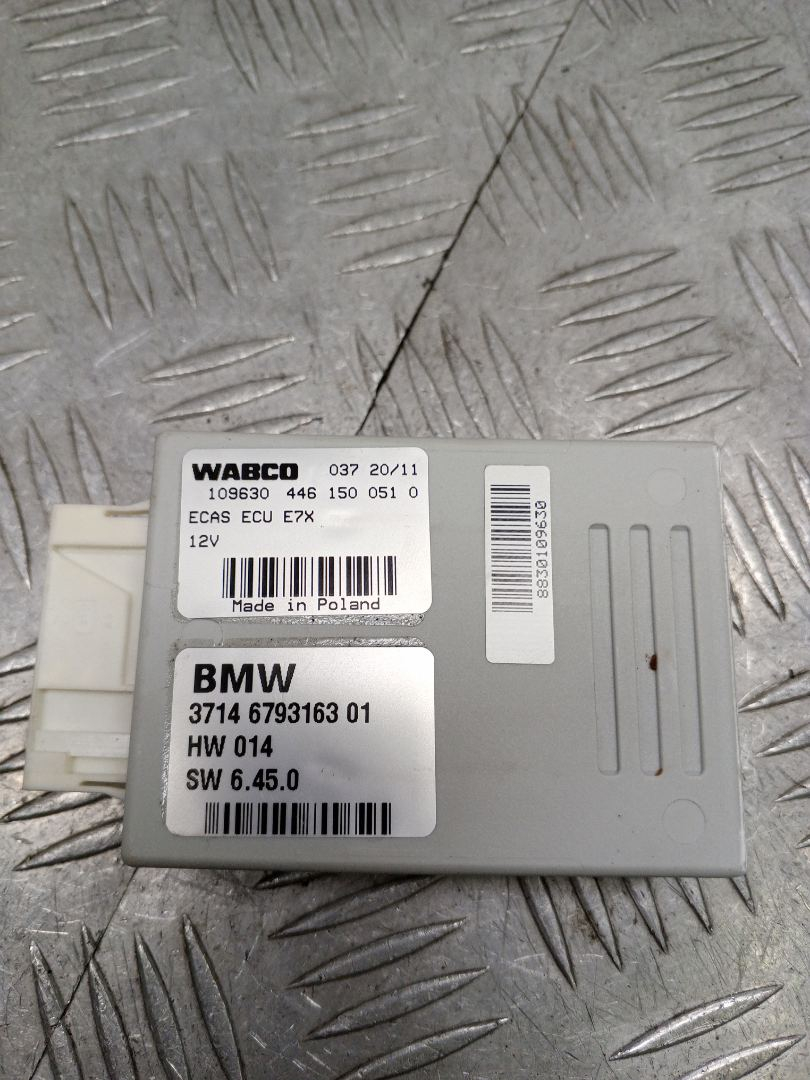 WABCO 037 20/11
109630 446 150 051 0
ECAS ECU E7X
12V
Made in Poland
BMW
3714 6793163 01
HW 014
SW 6.45.0
8830109630